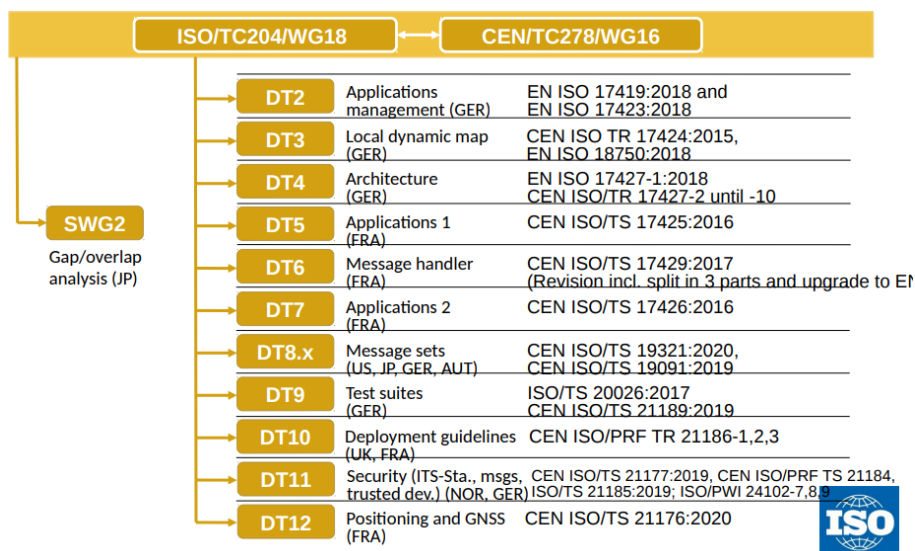 ISO/TC204/WG18
CEN/TC278/WG16
DT2
Applications
management (GER)
EN ISO 17419:2018 and
EN ISO 17423:2018
DT3
Local dynamic map
(GER)
CEN ISO TR 17424:2015,
EN ISO 18750:2018
DT4
Architecture
(GER)
EN ISO 17427-1:2018
CEN ISO/TR 17427-2 until -10
SWG2
Gap/overlap
analysis (JP)
DT5
Applications 1
(FRA)
CEN ISO/TS 17425:2016
DT6
Message handler
(FRA)
CEN ISO/TS 17429:2017
(Revision incl. split in 3 parts and upgrade to EN
DT7
Applications 2
(FRA)
CEN ISO/TS 17426:2016
DT8.x
Message sets
(US, JP, GER, AUT)
CEN ISO/TS 19321:2020,
CEN ISO/TS 19091:2019
DT9
Test suites
(GER)
ISO/TS 20026:2017
CEN ISO/TS 21189:2019
DT10
Deployment guidelines
(UK, FRA)
CEN ISO/PRF TR 21186-1,2,3
DT11
Security (ITS-Sta., msgs,
trusted dev.) (NOR, GER)
CEN ISO/TS 21177:2019, CEN ISO/PRF TS 21184,
ISO/TS 21185:2019; ISO/PWI 24102-7,8,9
DT12
Positioning and GNSS
(FRA)
CEN ISO/TS 21176:2020
ISO